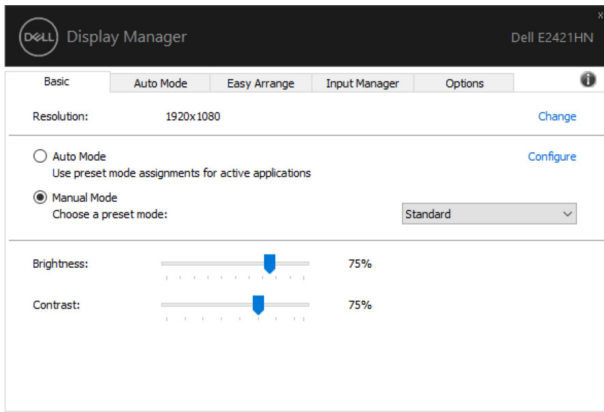 x
DELL Display Manager Dell E2421HN
Basic Auto Mode Easy Arrange Input Manager Options i
Resolution: 1920x1080 Change
Auto Mode Configure
Use preset mode assignments for active applications
Manual Mode
Choose a preset mode: Standard
Brightness: 75%
Contrast: 75%